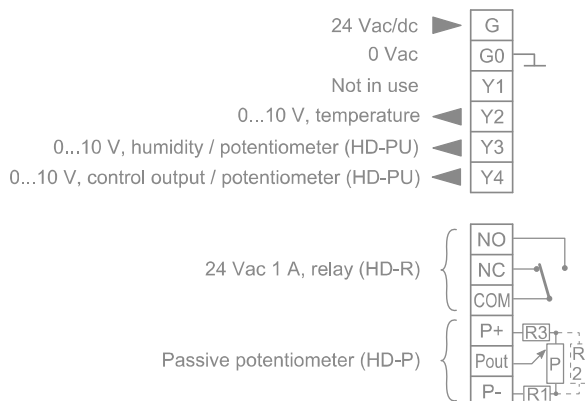 24 Vac/dc G
0 Vac G0
Not in use Y1
0...10 V, temperature Y2
0...10 V, humidity / potentiometer (HD-PU) Y3
0...10 V, control output / potentiometer (HD-PU) Y4
NO
24 Vac 1 A, relay (HD-R) NC
COM
P+ R3
Passive potentiometer (HD-P) Pout P R2
P- R1